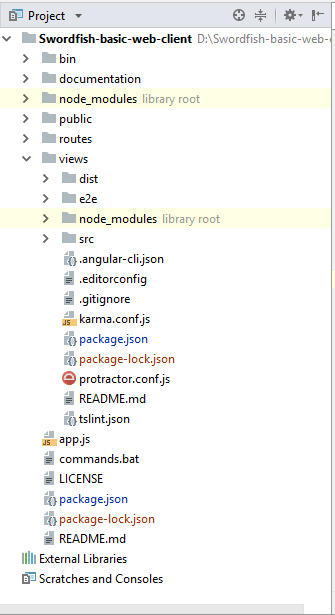 Project
Swordfish-basic-web-client D:\Swordfish-basic-web-c
bin
documentation
node_modules library root
public
routes
views
dist
e2e
node_modules library root
src
.angular-cli.json
.editorconfig
.gitignore
karma.conf.js
package.json
package-lock.json
protractor.conf.js
README.md
tslint.json
app.js
commands.bat
LICENSE
package.json
package-lock.json
README.md
External Libraries
Scratches and Consoles